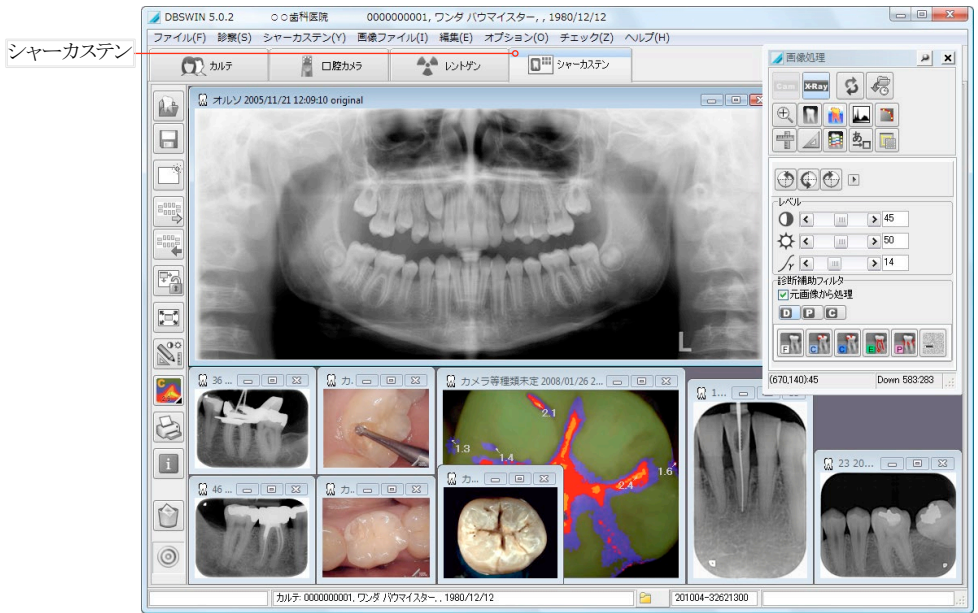 DBSWIN 5.0.2 ○○歯科医院 0000000001, ワンダ バウマイスター, , 1980/12/12
ファイル(F) 診察(S) シャーカステン(Y) 画像ファイル(I) 編集(E) オプション(O) チェック(Z) ヘルプ(H)
シャーカステン
カルテ 口腔カメラ レントゲン シャーカステン
画像処理
Cam X-Ray
オルソ 2005/11/21 12:09:10 original
あ
レベル
45
50
14
診断補助フィルタ
元画像から処理
D P C
F C C E P
L
(670,140):45 Down 583:283
36 ...
カ...
カメラ等種類未定 2008/01/26 2...
1...
2.1
1.3
1.4
1.6
2.4
23 20...
46 ...
カ...
カ...
C
i
カルテ: 0000000001, ワンダ バウマイスター, , 1980/12/12 201004-32621300